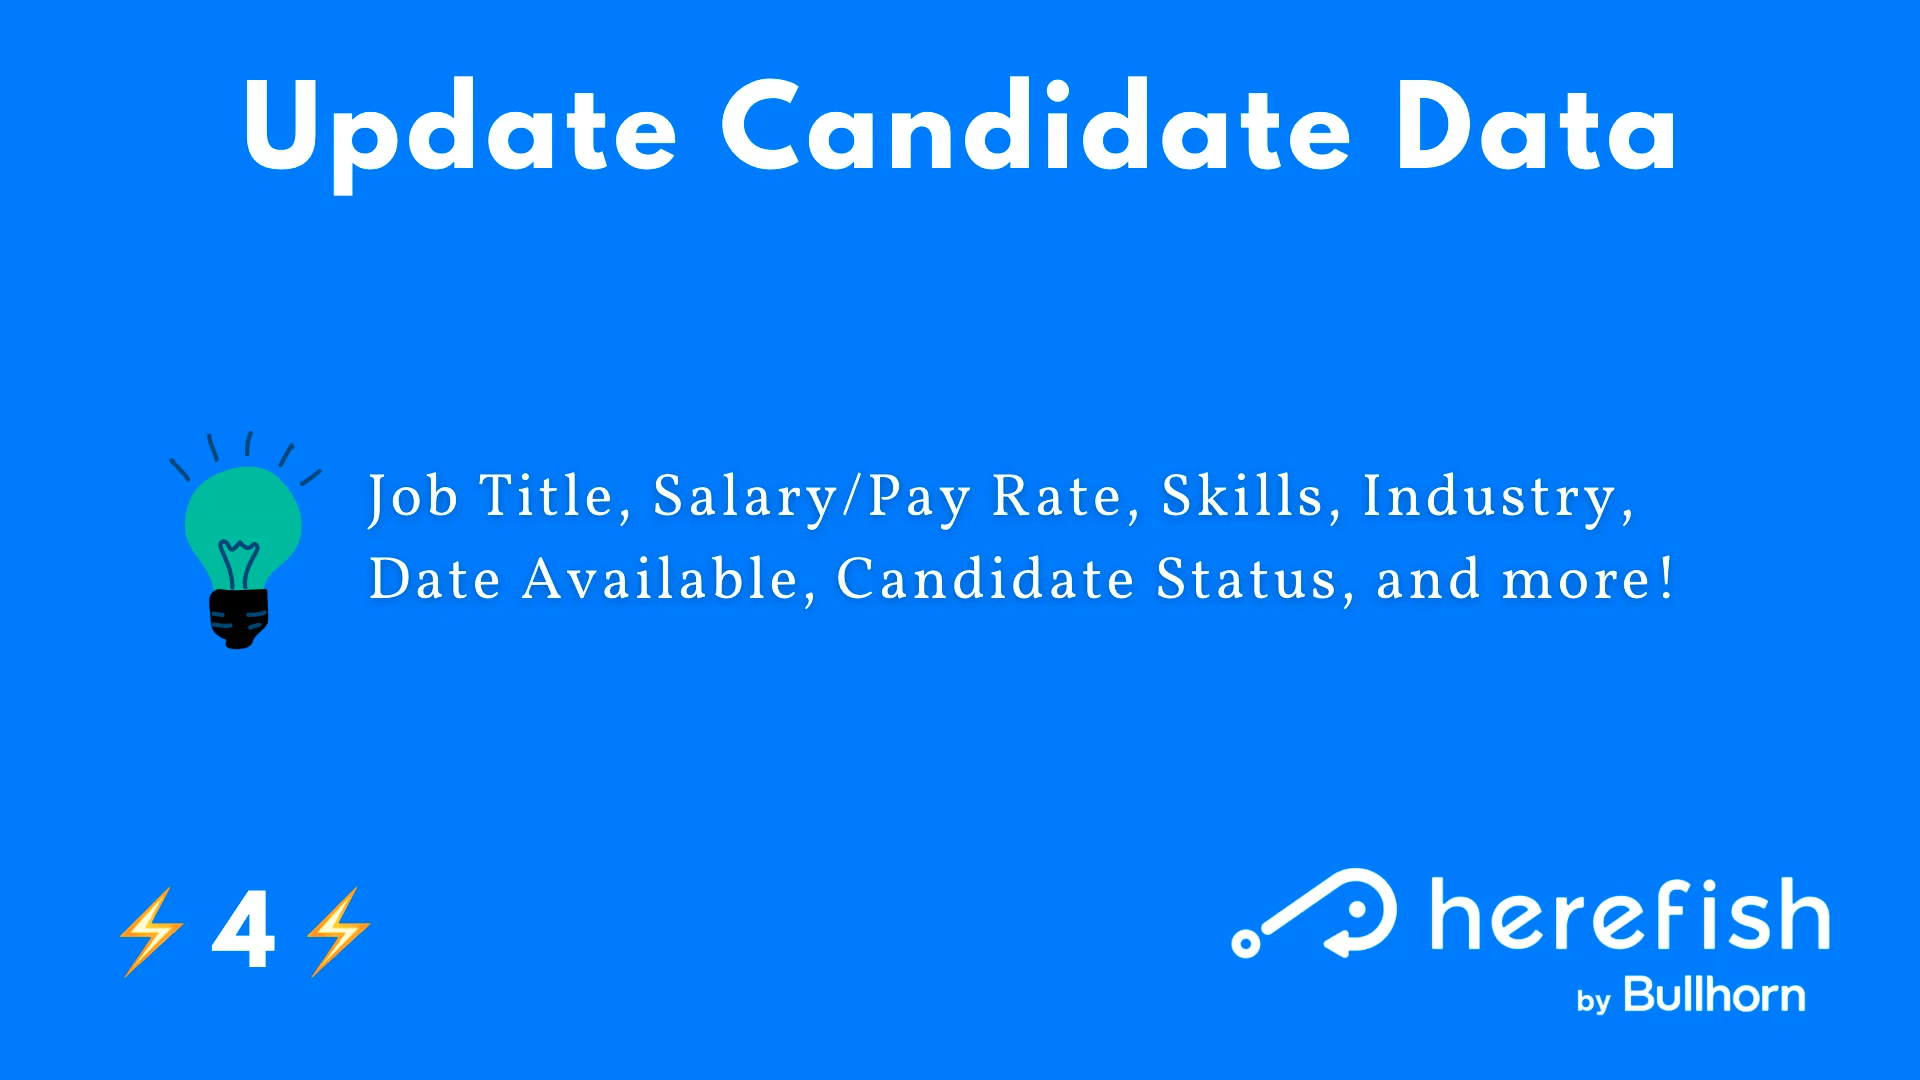 Update Candidate Data
Job Title, Salary/Pay Rate, Skills, Industry,
Date Available, Candidate Status, and more!
⚡ 4 ⚡
herefish
by Bullhorn